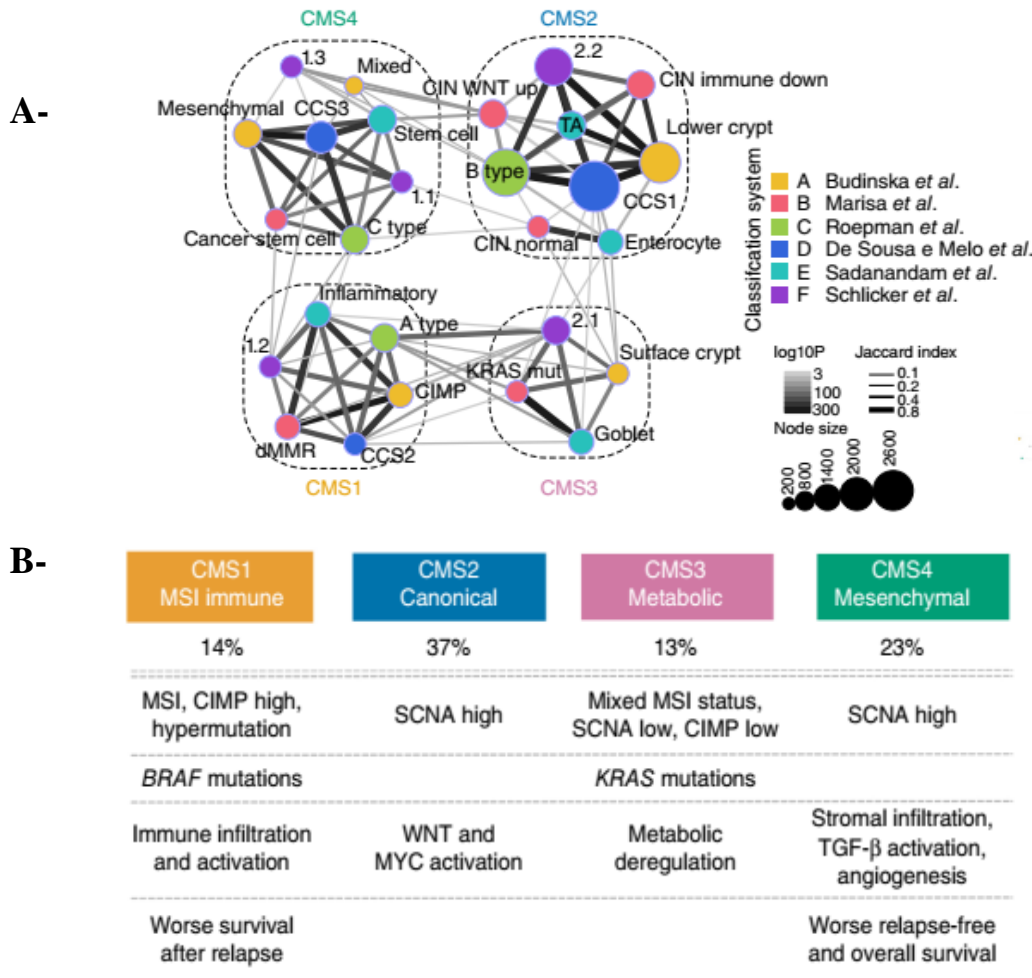 A-
CMS4
CMS2
1.3
Mixed
2.2
CIN WNT up
CIN immune down
Mesenchymal
CCS3
Stem cell
TA
Lower crypt
B type
CCS1
1.1
Cancer stem cell
C type
CIN normal
Enterocyte
Inflammatory
A type
2.1
1.2
KRAS mut
Surface crypt
CIMP
dMMR
CCS2
Goblet
CMS1
CMS3
Classifcation system
A Budinska et al.
B Marisa et al.
C Roepman et al.
D De Sousa e Melo et al.
E Sadanandam et al.
F Schlicker et al.
log10P
3
100
300
Jaccard index
0.1
0.2
0.4
0.8
Node size
200
800
1400
2000
2600
B-
CMS1
MSI immune
CMS2
Canonical
CMS3
Metabolic
CMS4
Mesenchymal
14%
37%
13%
23%
MSI, CIMP high,
hypermutation
SCNA high
Mixed MSI status,
SCNA low, CIMP low
SCNA high
BRAF mutations
KRAS mutations
Immune infiltration
and activation
WNT and
MYC activation
Metabolic
deregulation
Stromal infiltration,
TGF-β activation,
angiogenesis
Worse survival
after relapse
Worse relapse-free
and overall survival